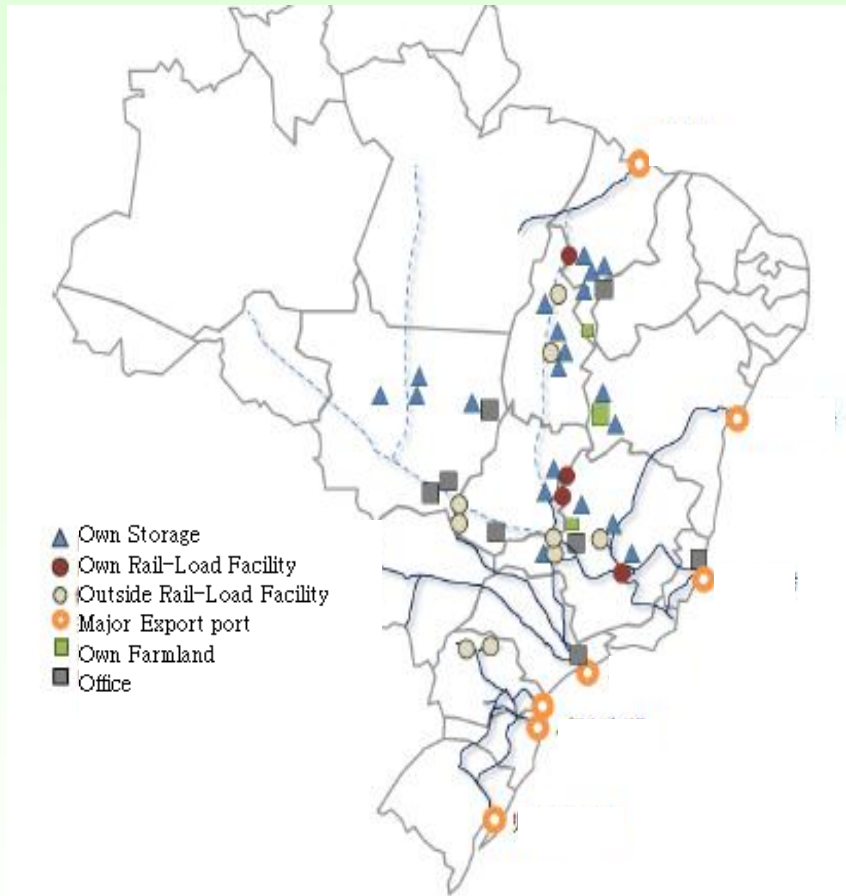 Own Storage
Own Rail-Load Facility
Outside Rail-Load Facility
Major Export port
Own Farmland
Office